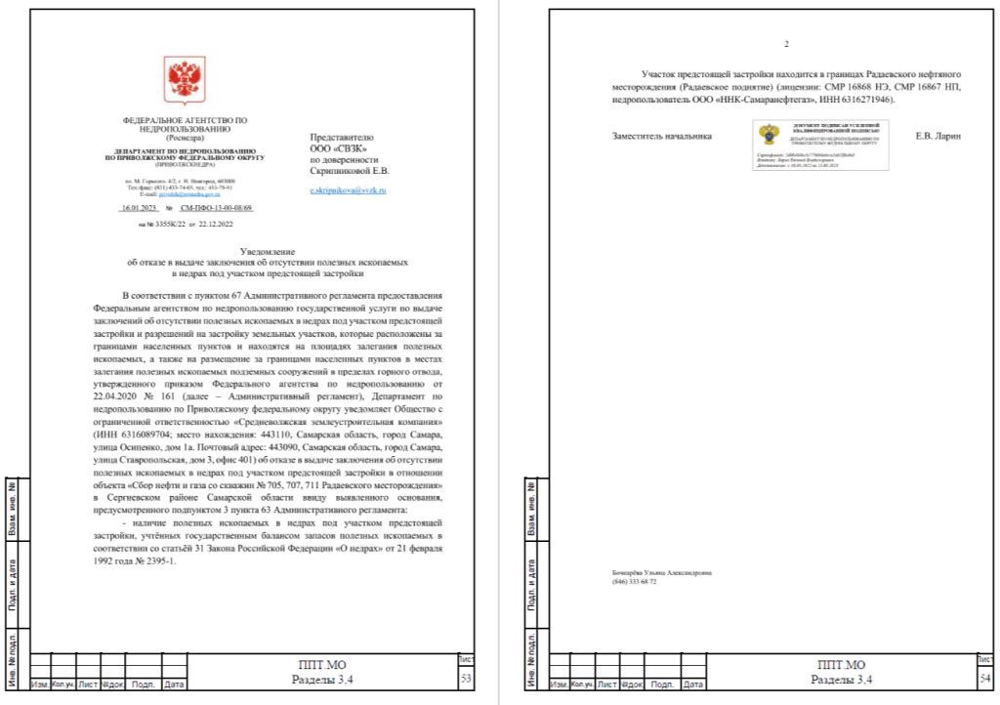 ФЕДЕРАЛЬНОЕ АГЕНТСТВО ПО
НЕДРОПОЛЬЗОВАНИЮ
(Роснедра)
ДЕПАРТАМЕНТ ПО НЕДРОПОЛЬЗОВАНИЮ
ПО ПРИВОЛЖСКОМУ ФЕДЕРАЛЬНОМУ ОКРУГУ
(ПРИВОЛЖСКНЕДРА)
пл. М. Горького, 4/2, г. Н. Новгород, 603000
Тел./факс: (831) 433-74-03, тел.: 433-78-91
E-mail: privolzh@rosnedra.gov.ru
16.01.2023 № СМ-ПФО-13-00-08/69
на № 3355К/22 от 22.12.2022
Представителю
ООО «СВЗК»
по доверенности
Скрипниковой Е.В.
e.skripnikova@svzk.ru
Уведомление
об отказе в выдаче заключения об отсутствии полезных ископаемых
в недрах под участком предстоящей застройки
В соответствии с пунктом 67 Административного регламента предоставления
Федеральным агентством по недропользованию государственной услуги по выдаче
заключений об отсутствии полезных ископаемых в недрах под участком предстоящей
застройки и разрешений на застройку земельных участков, которые расположены за
границами населенных пунктов и находятся на площадях залегания полезных
ископаемых, а также на размещение за границами населенных пунктов в местах
залегания полезных ископаемых подземных сооружений в пределах горного отвода,
утвержденного приказом Федерального агентства по недропользованию от
22.04.2020 № 161 (далее – Административный регламент), Департамент по
недропользованию по Приволжскому федеральному округу уведомляет Общество с
ограниченной ответственностью «Средневолжская землеустроительная компания»
(ИНН 6316089704; место нахождения: 443110, Самарская область, город Самара,
улица Осипенко, дом 1а. Почтовый адрес: 443090, Самарская область, город Самара,
улица Ставропольская, дом 3, офис 401) об отказе в выдаче заключения об отсутствии
полезных ископаемых в недрах под участком предстоящей застройки в отношении
объекта «Сбор нефти и газа со скважин № 705, 707, 711 Радаевского месторождения»
в Сергиевском районе Самарской области ввиду выявленного основания,
предусмотренного подпунктом 3 пункта 63 Административного регламента:
- наличие полезных ископаемых в недрах под участком предстоящей
застройки, учтённых государственным балансом запасов полезных ископаемых в
соответствии со статьёй 31 Закона Российской Федерации «О недрах» от 21 февраля
1992 года № 2395-1.
Взам. инв. №
Подп. и дата
Инв. № подл.
Изм. Кол.уч. Лист №док. Подп. Дата
ППТ.МО
Разделы 3,4
Лист
53
2
Участок предстоящей застройки находится в границах Радаевского нефтяного
месторождения (Радаевское поднятие) (лицензии: СМР 16868 НЭ, СМР 16867 НП,
недропользователь ООО «ННК-Самаранефтегаз», ИНН 6316271946).
Заместитель начальника
ДОКУМЕНТ ПОДПИСАН УСИЛЕННОЙ
КВАЛИФИЦИРОВАННОЙ ПОДПИСЬЮ
ДЕПАРТАМЕНТ ПО НЕДРОПОЛЬЗОВАНИЮ ПО
ПРИВОЛЖСКОМУ ФЕДЕРАЛЬНОМУ ОКРУГУ
Е.В. Ларин
Бочкарёва Ульяна Александровна
(846) 333 68 72
Взам. инв. №
Подп. и дата
Инв. № подл.
Изм. Кол.уч. Лист №док. Подп. Дата
ППТ.МО
Разделы 3,4
Лист
54